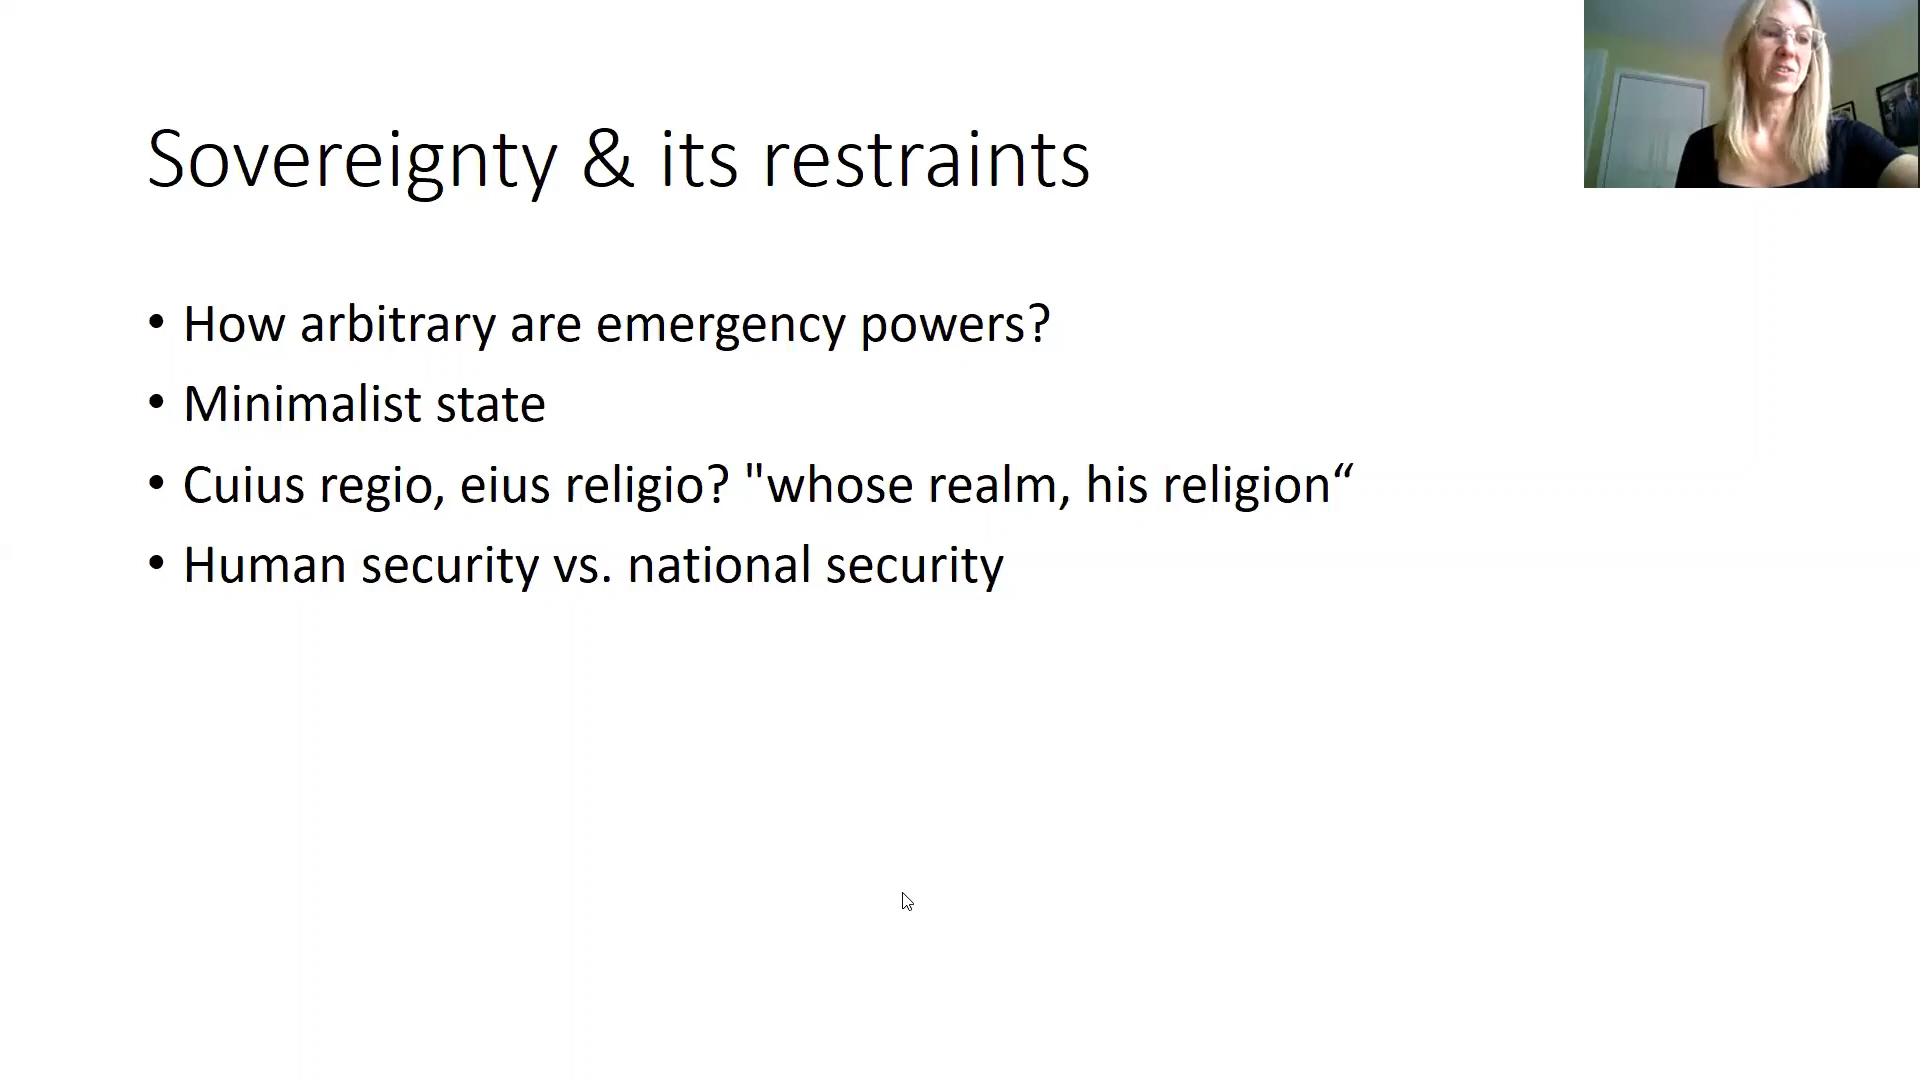 Sovereignty & its restraints
• How arbitrary are emergency powers?
• Minimalist state
• Cuius regio, eius religio? "whose realm, his religion“
• Human security vs. national security